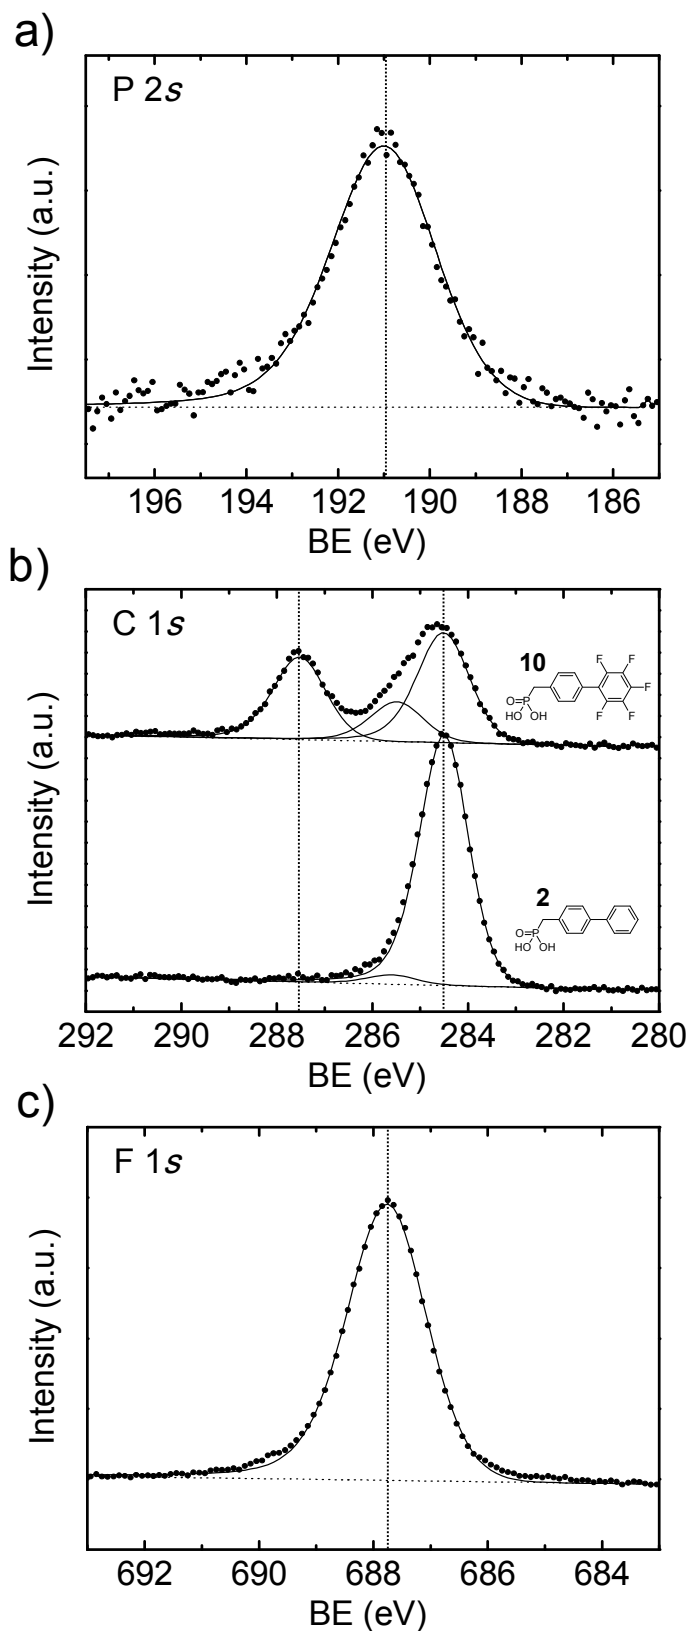 a)
P 2s
Intensity (a.u.)
196 194 192 190 188 186
BE (eV)
b)
C 1s
10
F F
F
F F
O P
HO OH
2
O P
HO OH
Intensity (a.u.)
292 290 288 286 284 282 280
BE (eV)
c)
F 1s
Intensity (a.u.)
692 690 688 686 684
BE (eV)